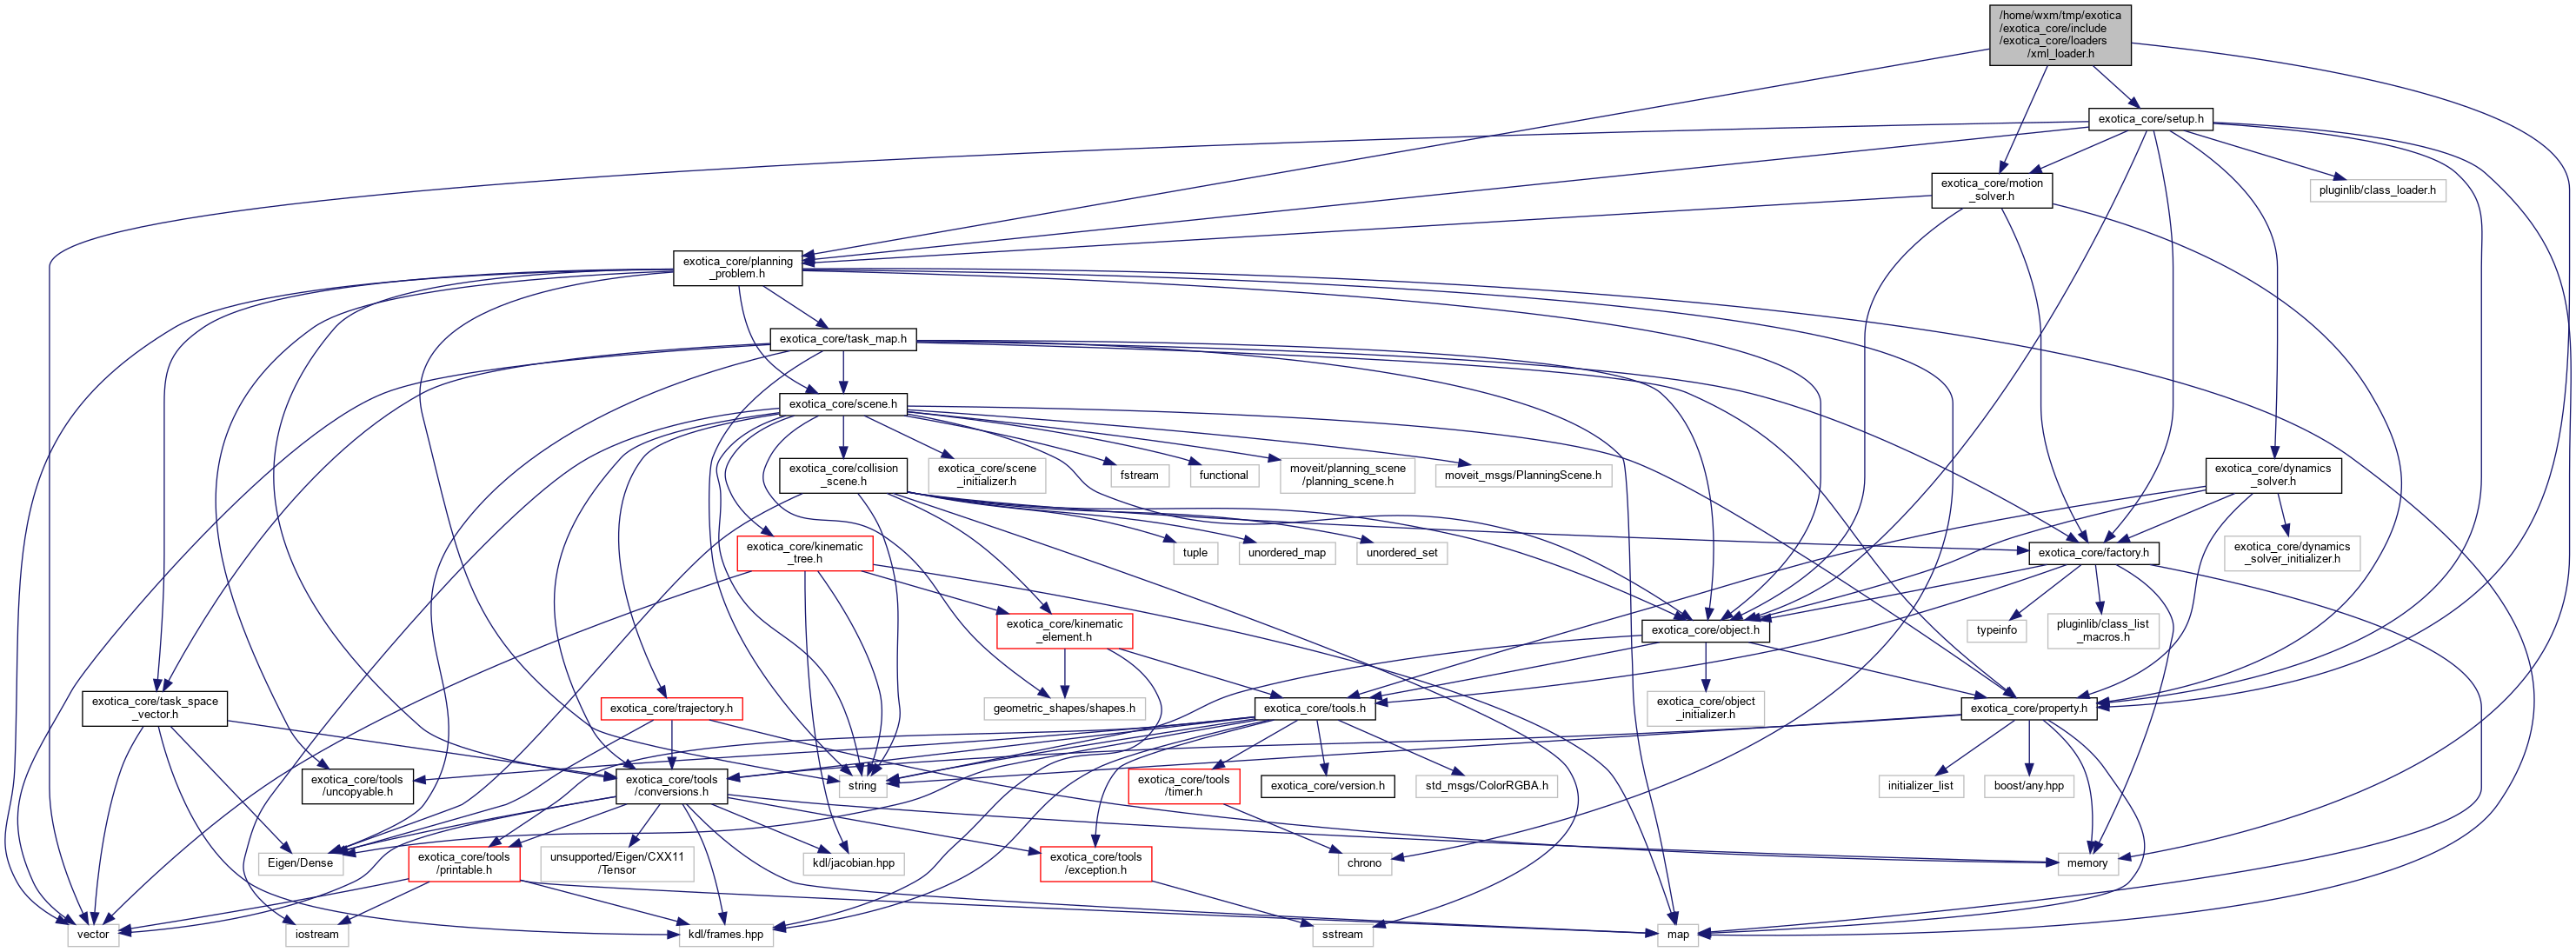 /home/wxm/tmp/exotica
/exotica_core/include
/exotica_core/loaders
/xml_loader.h
exotica_core/setup.h
exotica_core/motion
_solver.h
pluginlib/class_loader.h
exotica_core/planning
_problem.h
exotica_core/task_map.h
exotica_core/scene.h
exotica_core/collision
_scene.h
exotica_core/scene
_initializer.h
fstream
functional
moveit/planning_scene
/planning_scene.h
moveit_msgs/PlanningScene.h
exotica_core/dynamics
_solver.h
exotica_core/kinematic
_tree.h
tuple
unordered_map
unordered_set
exotica_core/factory.h
exotica_core/dynamics
_solver_initializer.h
exotica_core/kinematic
_element.h
exotica_core/object.h
typeinfo
pluginlib/class_list
_macros.h
exotica_core/task_space
_vector.h
exotica_core/trajectory.h
geometric_shapes/shapes.h
exotica_core/tools.h
exotica_core/object
_initializer.h
exotica_core/property.h
exotica_core/tools
/uncopyable.h
exotica_core/tools
/conversions.h
string
exotica_core/tools
/timer.h
exotica_core/version.h
std_msgs/ColorRGBA.h
initializer_list
boost/any.hpp
Eigen/Dense
exotica_core/tools
/printable.h
unsupported/Eigen/CXX11
/Tensor
kdl/jacobian.hpp
exotica_core/tools
/exception.h
chrono
memory
vector
iostream
kdl/frames.hpp
sstream
map